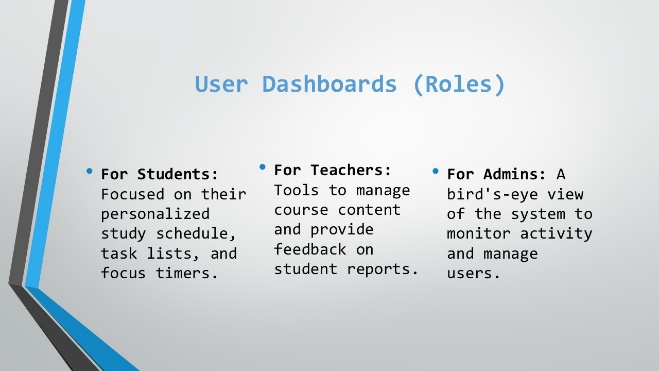 User Dashboards (Roles)
• For Students:
Focused on their
personalized
study schedule,
task lists, and
focus timers.
• For Teachers:
Tools to manage
course content
and provide
feedback on
student reports.
• For Admins: A
bird's-eye view
of the system to
monitor activity
and manage
users.